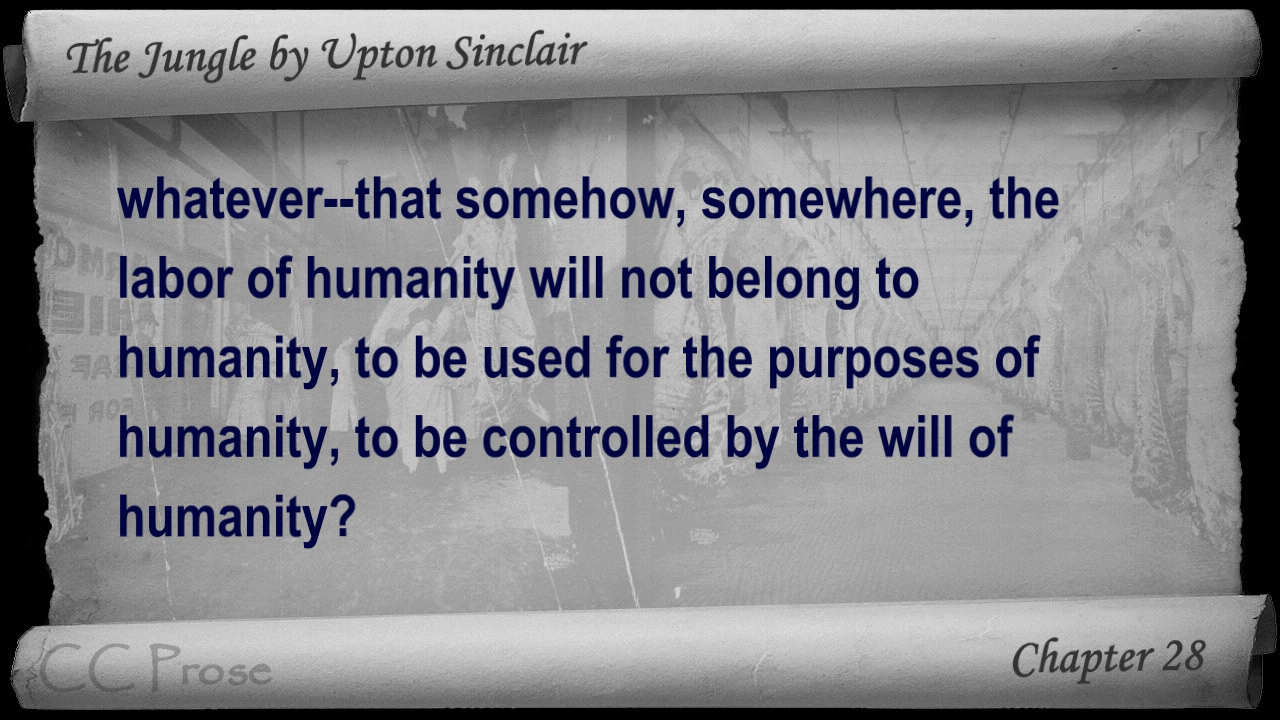 The Jungle by Upton Sinclair
whatever--that somehow, somewhere, the
labor of humanity will not belong to
humanity, to be used for the purposes of
humanity, to be controlled by the will of
humanity?
CC Prose
Chapter 28